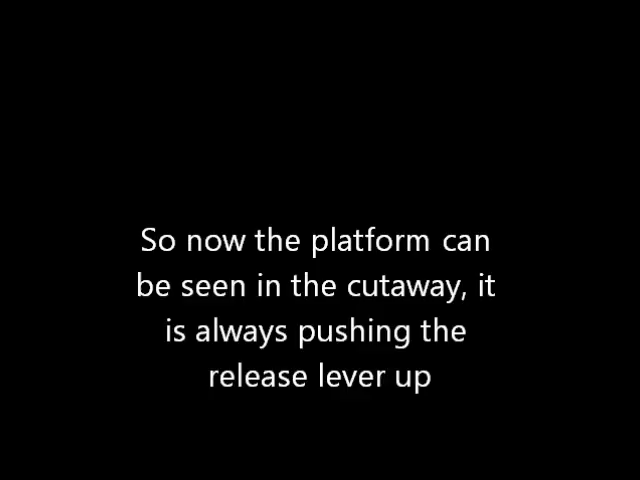 So now the platform can
be seen in the cutaway, it
is always pushing the
release lever up